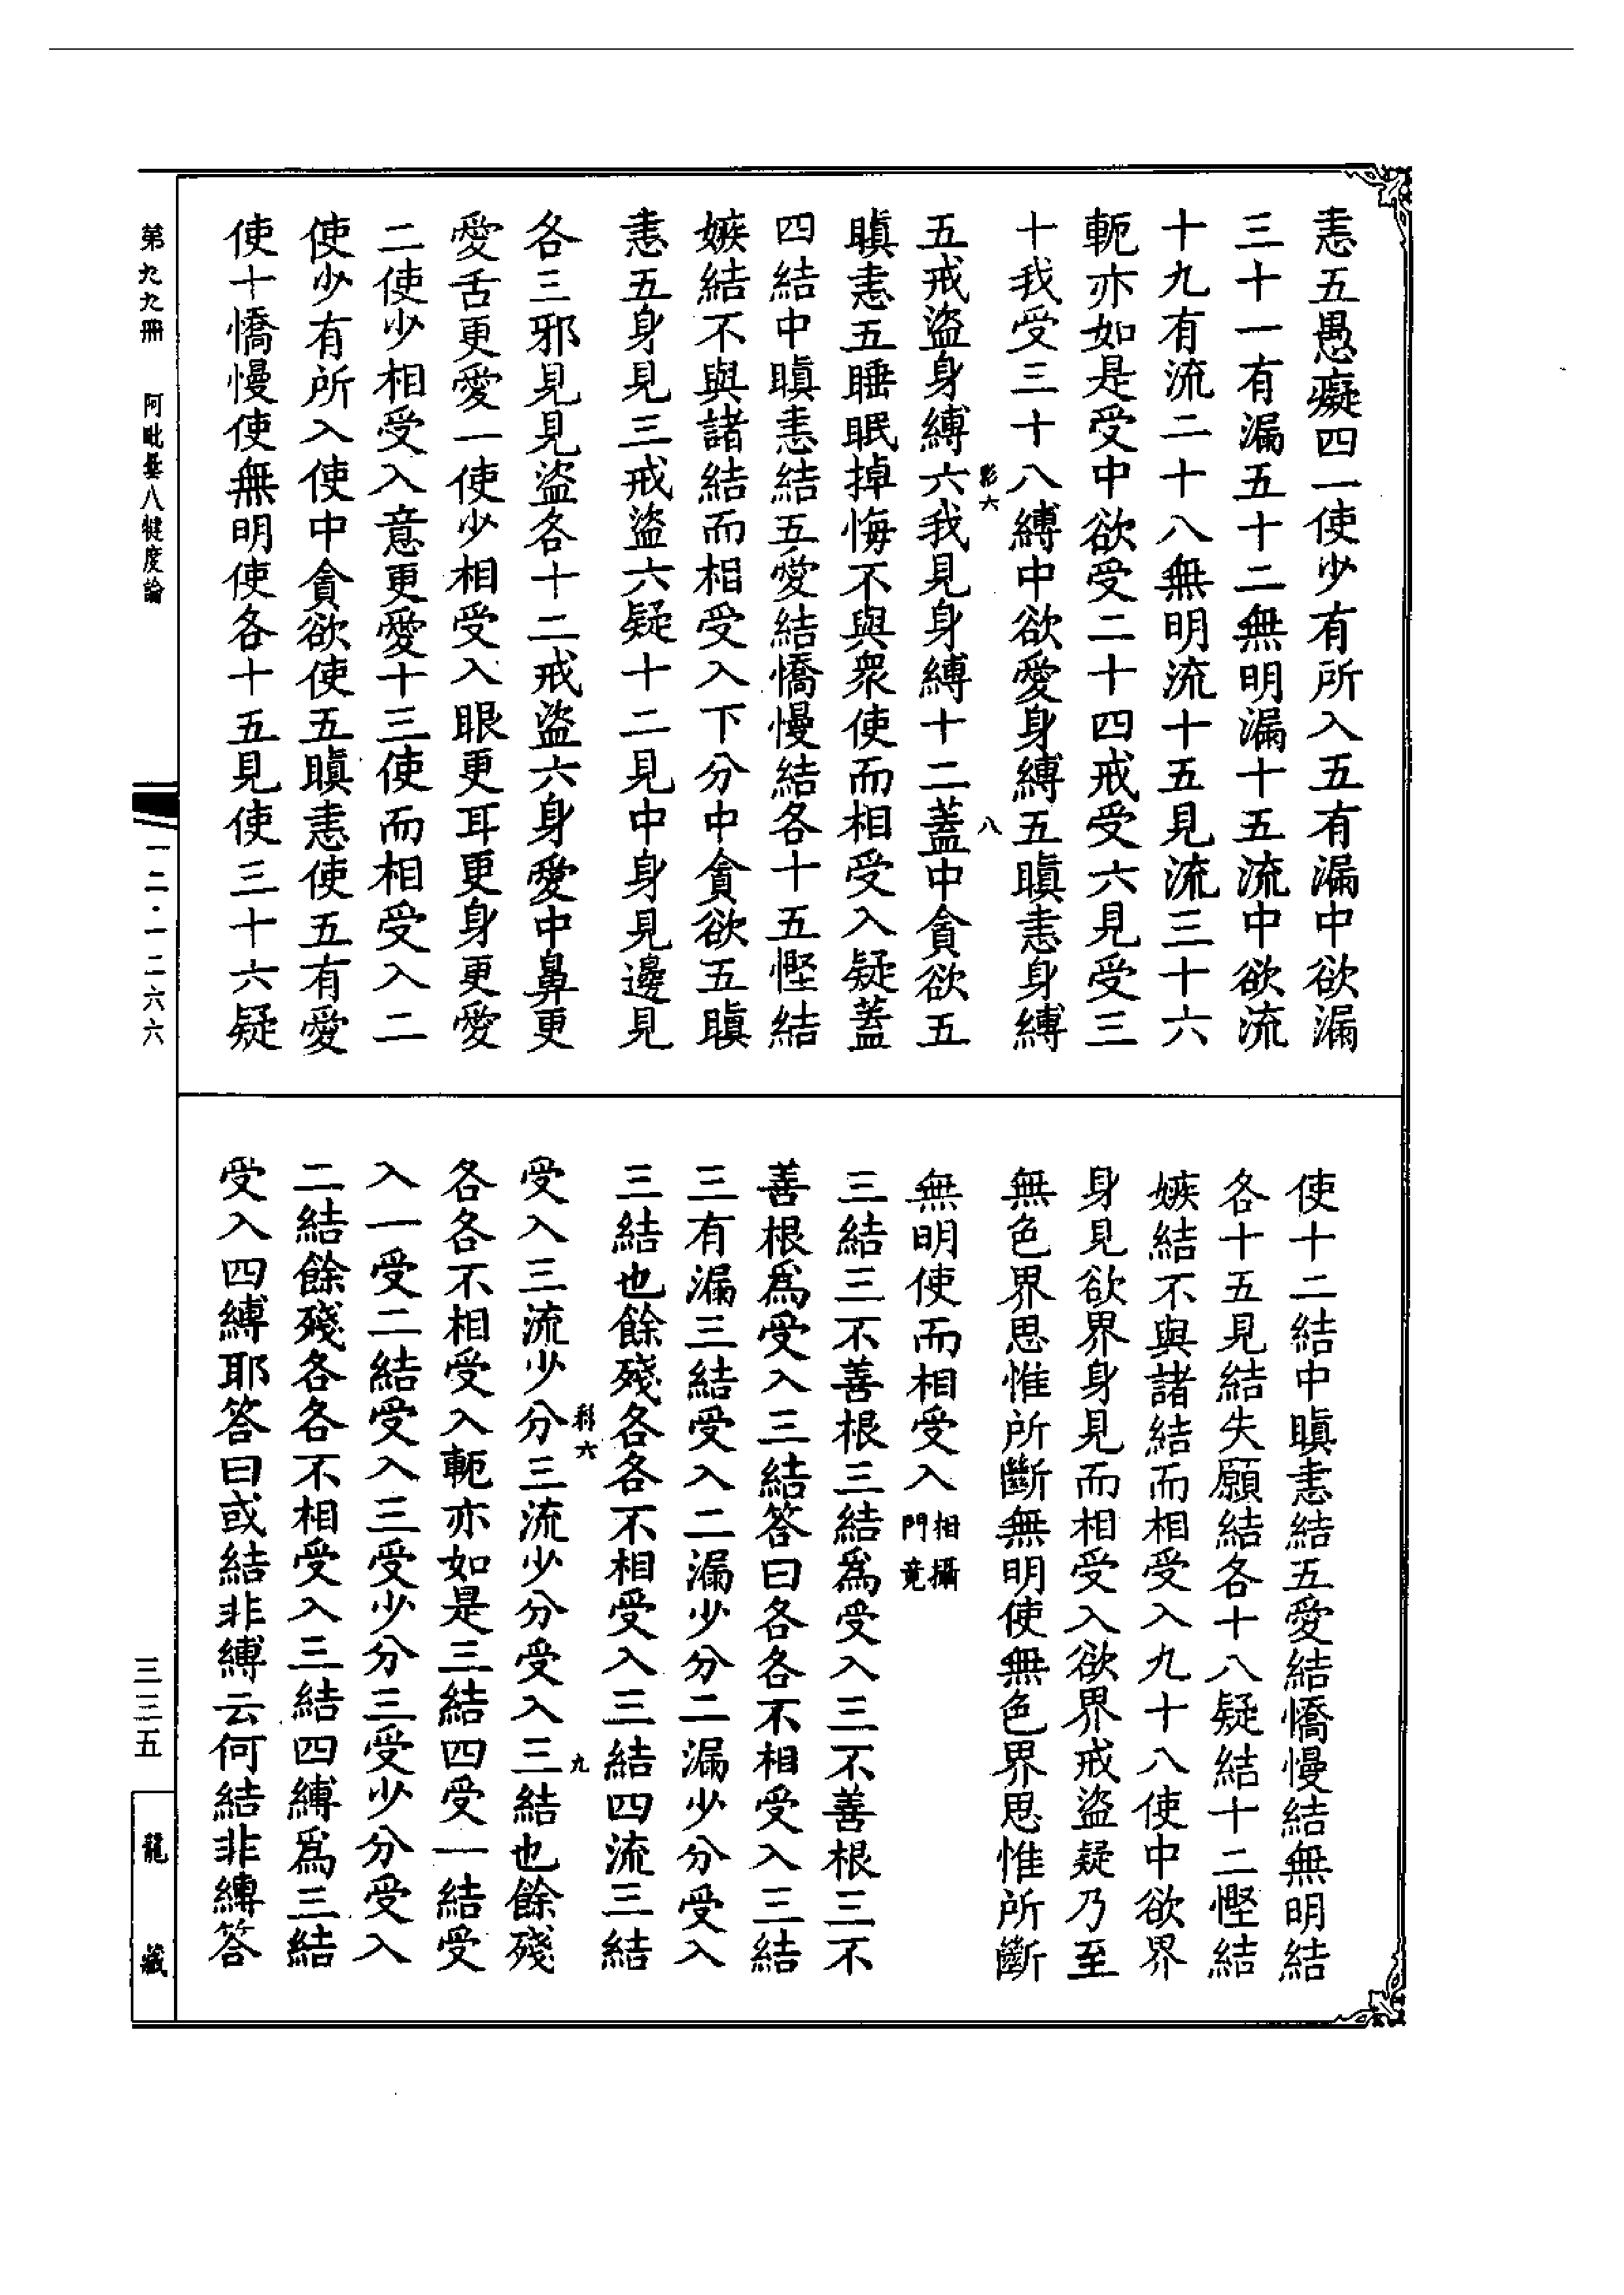 恚五愚癡四一使少有所入五有漏中欲漏
三十一有漏五十二無明漏十五流中欲流
十九有流二十八無明流十五見流三十六
軛亦如是受中欲受二十四戒受六見受三
十我受三十八縛中欲愛身縛五瞋恚身縛
彩六
八
五戒盜身縛六我見身縛十二蓋中貪欲五
瞋恚五睡眠掉悔不與衆使而相受入疑蓋
四結中瞋恚結五愛結憍慢結各十五慳結
嫉結不與諸結而相受入下分中貪欲五瞋
恚五身見三戒盜六疑十二見中身見邊見
各三邪見見盜各十二戒盜六身愛中鼻更
愛舌更愛一使少相受入眼更耳更身更愛
二使少相受入意更愛十三使而相受入二
使少有所入使中貪欲使五瞋恚使五有愛
使十憍慢使無明使各十五見使三十六疑
使十二結中瞋恚結五愛結憍慢結無明結
各十五見結失願結各十八疑結十二慳結
嫉結不與諸結而相受入九十八使中欲界
身見欲界身見而相受入欲界戒盜疑乃至
無色界思惟所斷無明使無色界思惟所斷
無明使而相受入相攝門竟
三結三不善根三結爲受入三不善根三不
善根爲受入三結答曰各各不相受入三結
三有漏三結受入二漏少分二漏少分受入
三結也餘殘各各不相受入三結四流三結
科六
九
受入三流少分三流少分受入三結也餘殘
各各不相受入軛亦如是三結四受一結受
入一受二結受入三受少分三受少分受入
二結餘殘各各不相受入三結四縛爲三結
受入四縛耶答曰或結非縛云何結非縛答
第九九冊 阿毗曇八犍度論
一二·一二六六
三三五
龍藏